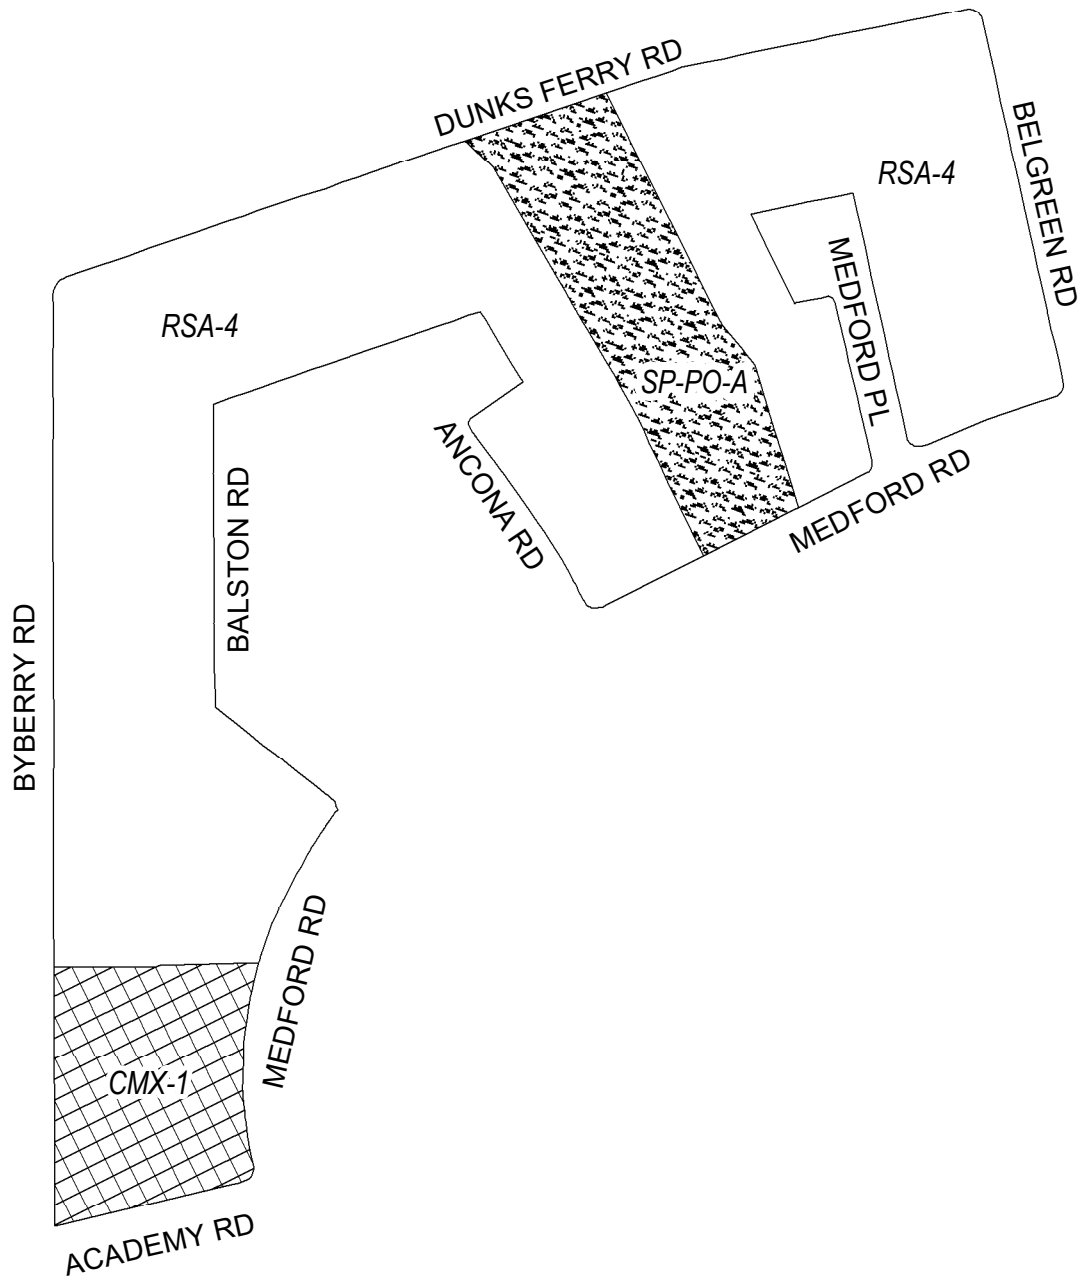 DUNKS FERRY RD
BELGREEN RD
RSA-4
MEDFORD PL
RSA-4
SP-PO-A
ANCONA RD
MEDFORD RD
BALSTON RD
BYBERRY RD
MEDFORD RD
CMX-1
ACADEMY RD